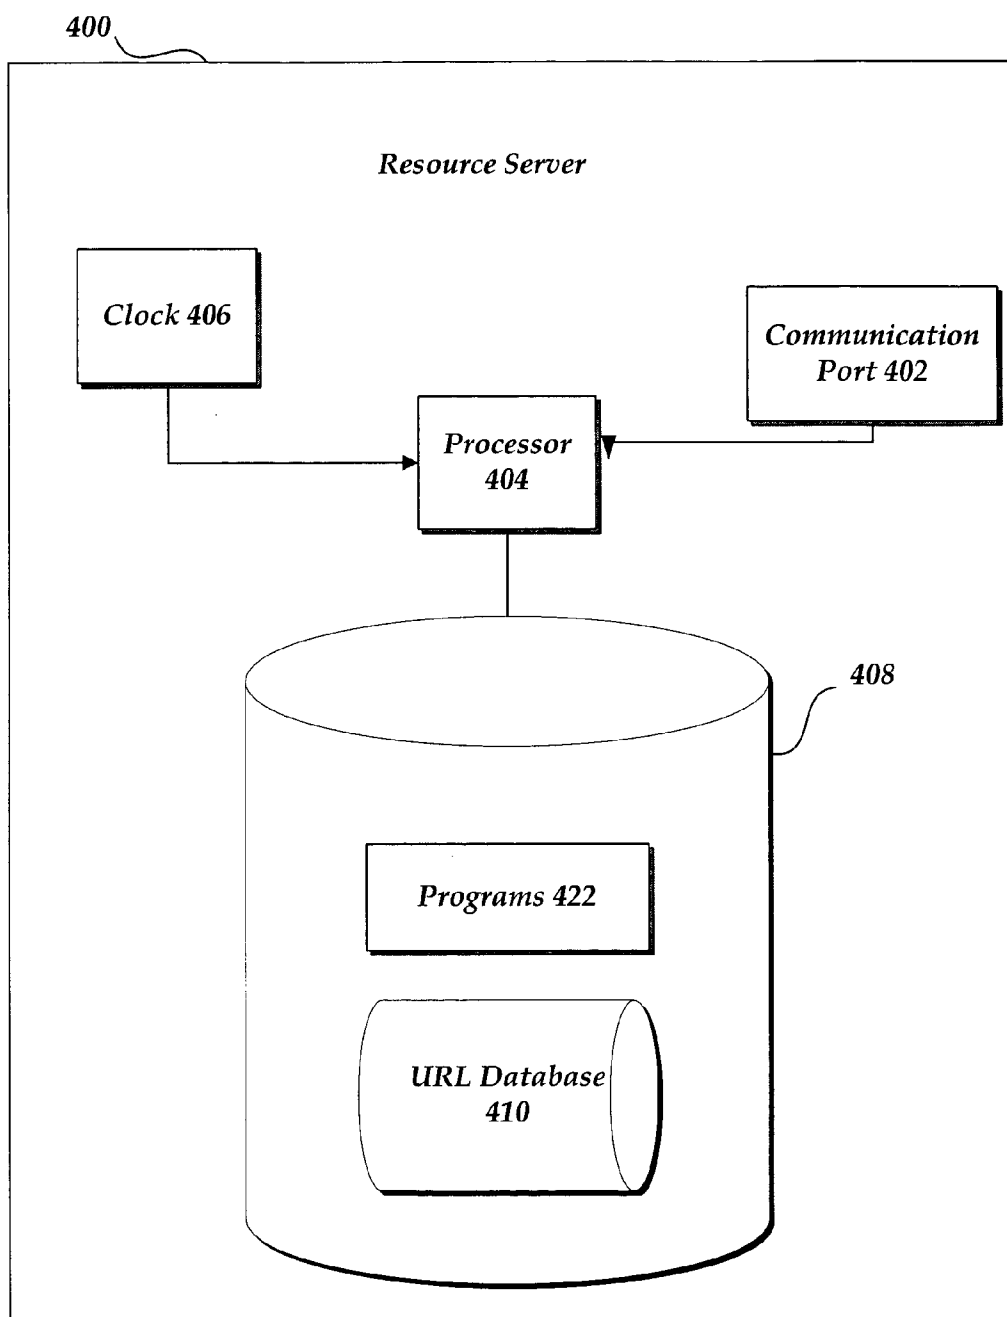 400
Resource Server
Clock 406
Communication
Port 402
Processor
404
408
Programs 422
URL Database
410